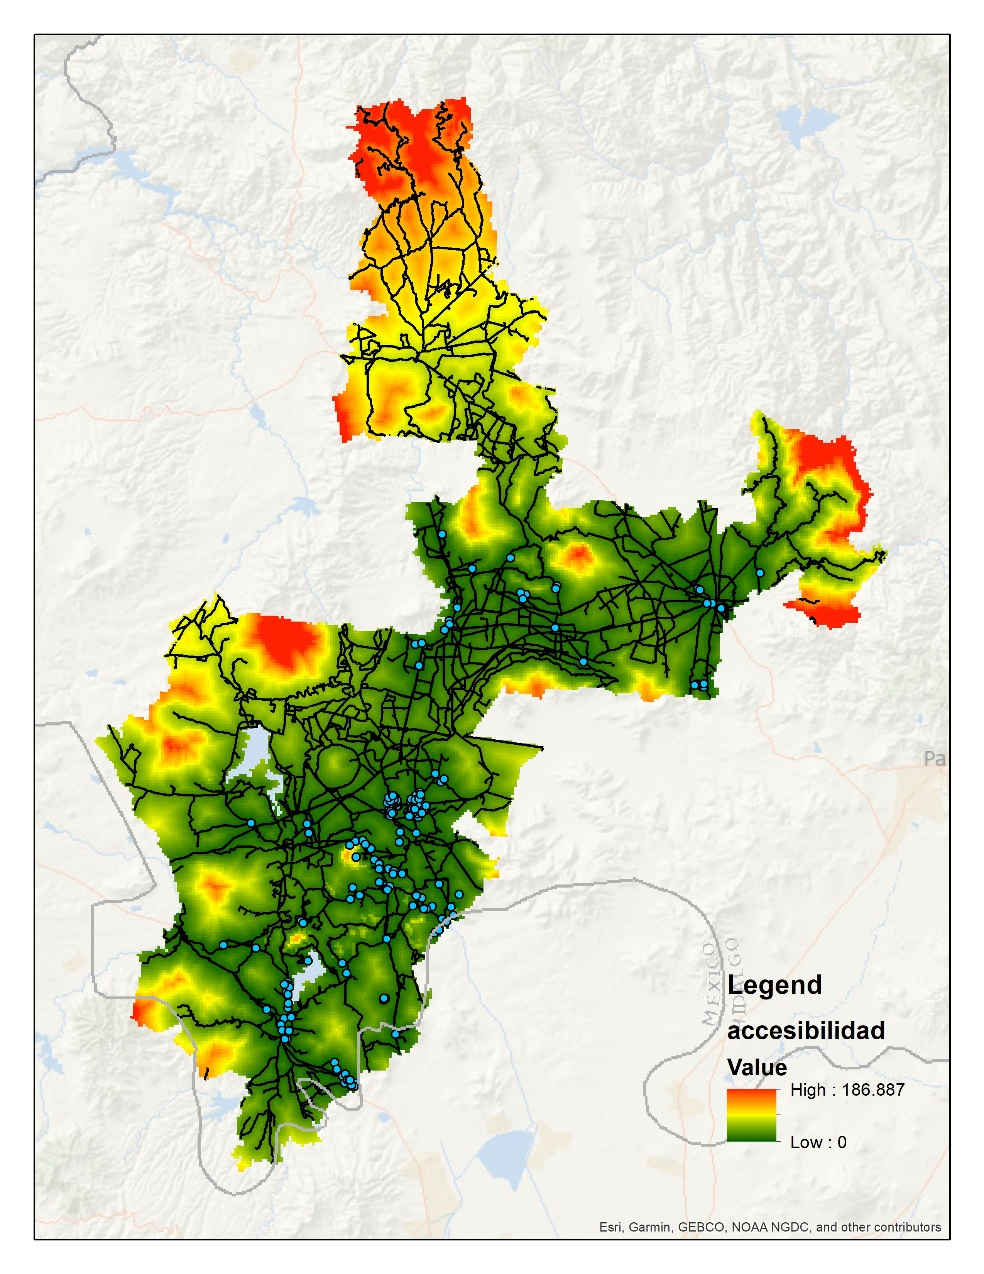 Pa
MEXICO
HIDALGO
Legend
accesibilidad
Value
High : 186.887
Low : 0
Esri, Garmin, GEBCO, NOAA NGDC, and other contributors